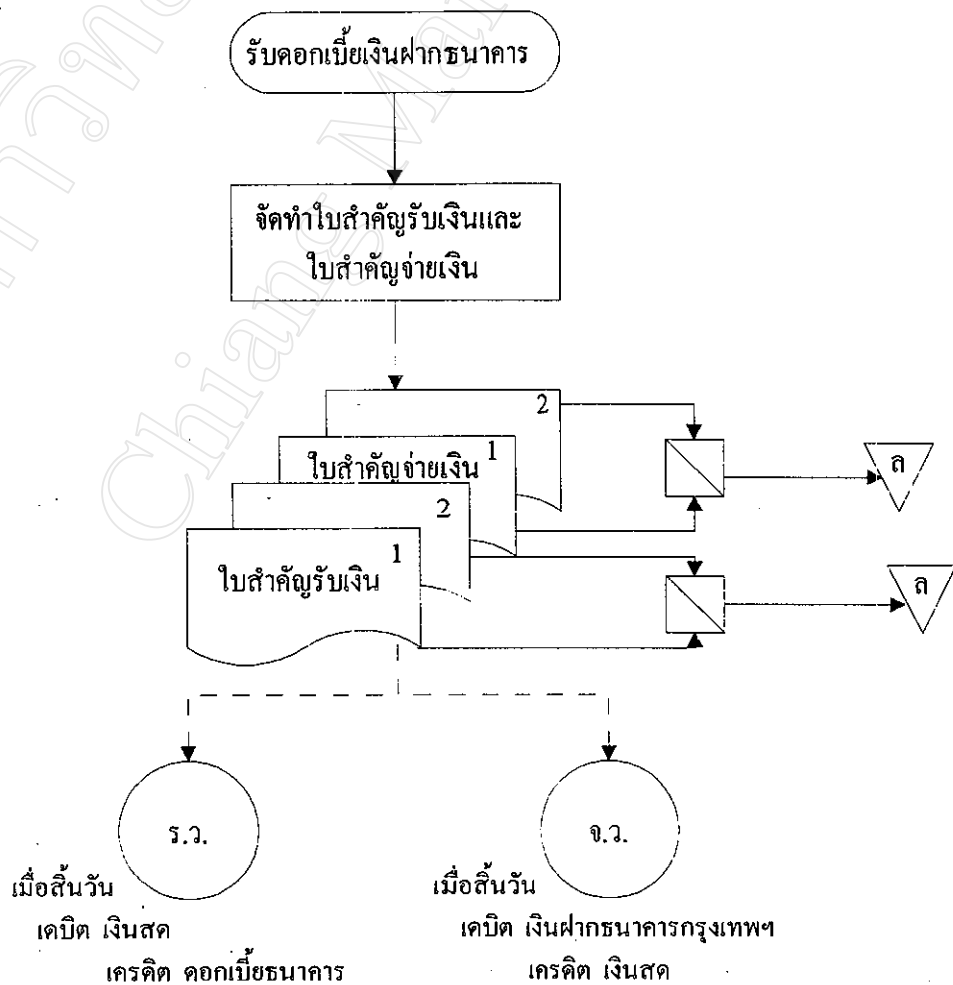 รับดอกเบี้ยเงินฝากธนาคาร
จัดทำใบสำคัญรับเงินและ
ใบสำคัญจ่ายเงิน
2
ใบสำคัญจ่ายเงิน 1
2
ใบสำคัญรับเงิน 1
ล
ล
ร.ว.
จ.ว.
เมื่อสิ้นวัน
เดบิต เงินสด
เครดิต ดอกเบี้ยธนาคาร
เมื่อสิ้นวัน
เดบิต เงินฝากธนาคารกรุงเทพฯ
เครดิต เงินสด
Chiang Mai